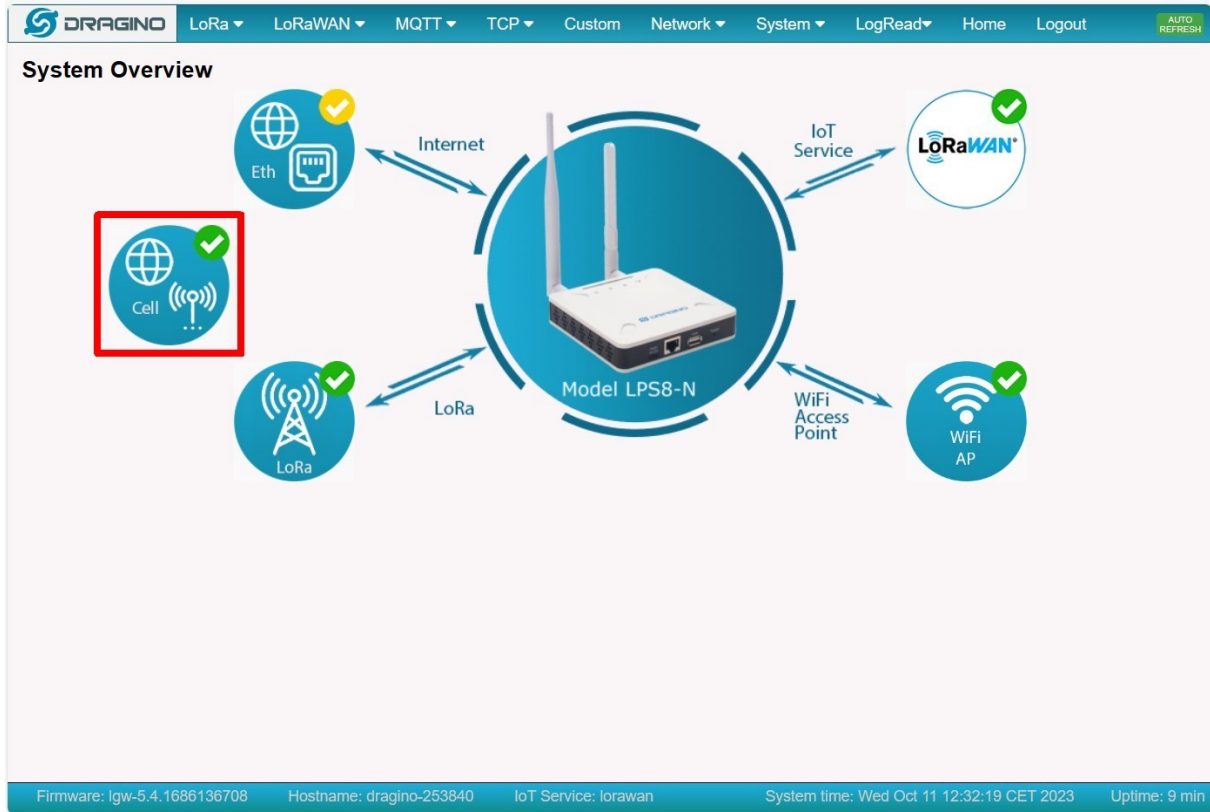 DRAGINO LoRa LoRaWAN MQTT TCP Custom Network System LogRead Home Logout AUTO REFRESH
System Overview
Eth
Internet
IoT
Service
LoRaWAN®
Cell
Model LPS8-N
LoRa
LoRa
WiFi
Access
Point
WiFi
AP
Firmware: lgw-5.4.1686136708 Hostname: dragino-253840 IoT Service: lorawan System time: Wed Oct 11 12:32:19 CET 2023 Uptime: 9 min